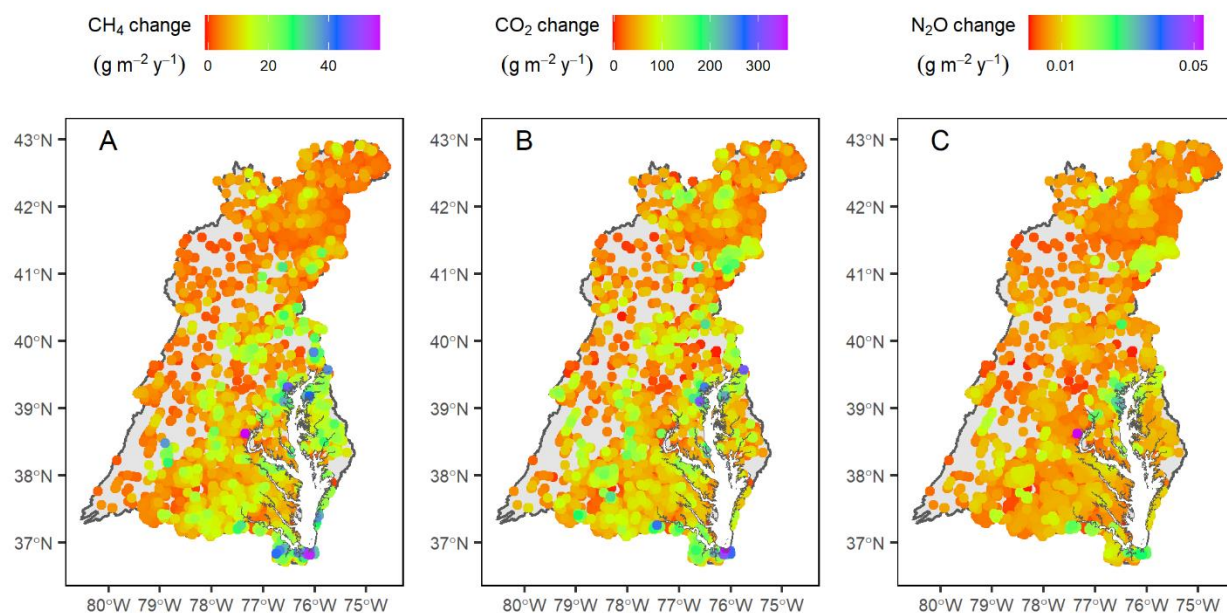 CH₄ change
(g m⁻² y⁻¹)
0 20 40
CO₂ change
(g m⁻² y⁻¹)
0 100 200 300
N₂O change
(g m⁻² y⁻¹)
0.01 0.05
A
43°N
42°N
41°N
40°N
39°N
38°N
37°N
80°W 79°W 78°W 77°W 76°W 75°W
B
43°N
42°N
41°N
40°N
39°N
38°N
37°N
80°W 79°W 78°W 77°W 76°W 75°W
C
43°N
42°N
41°N
40°N
39°N
38°N
37°N
80°W 79°W 78°W 77°W 76°W 75°W